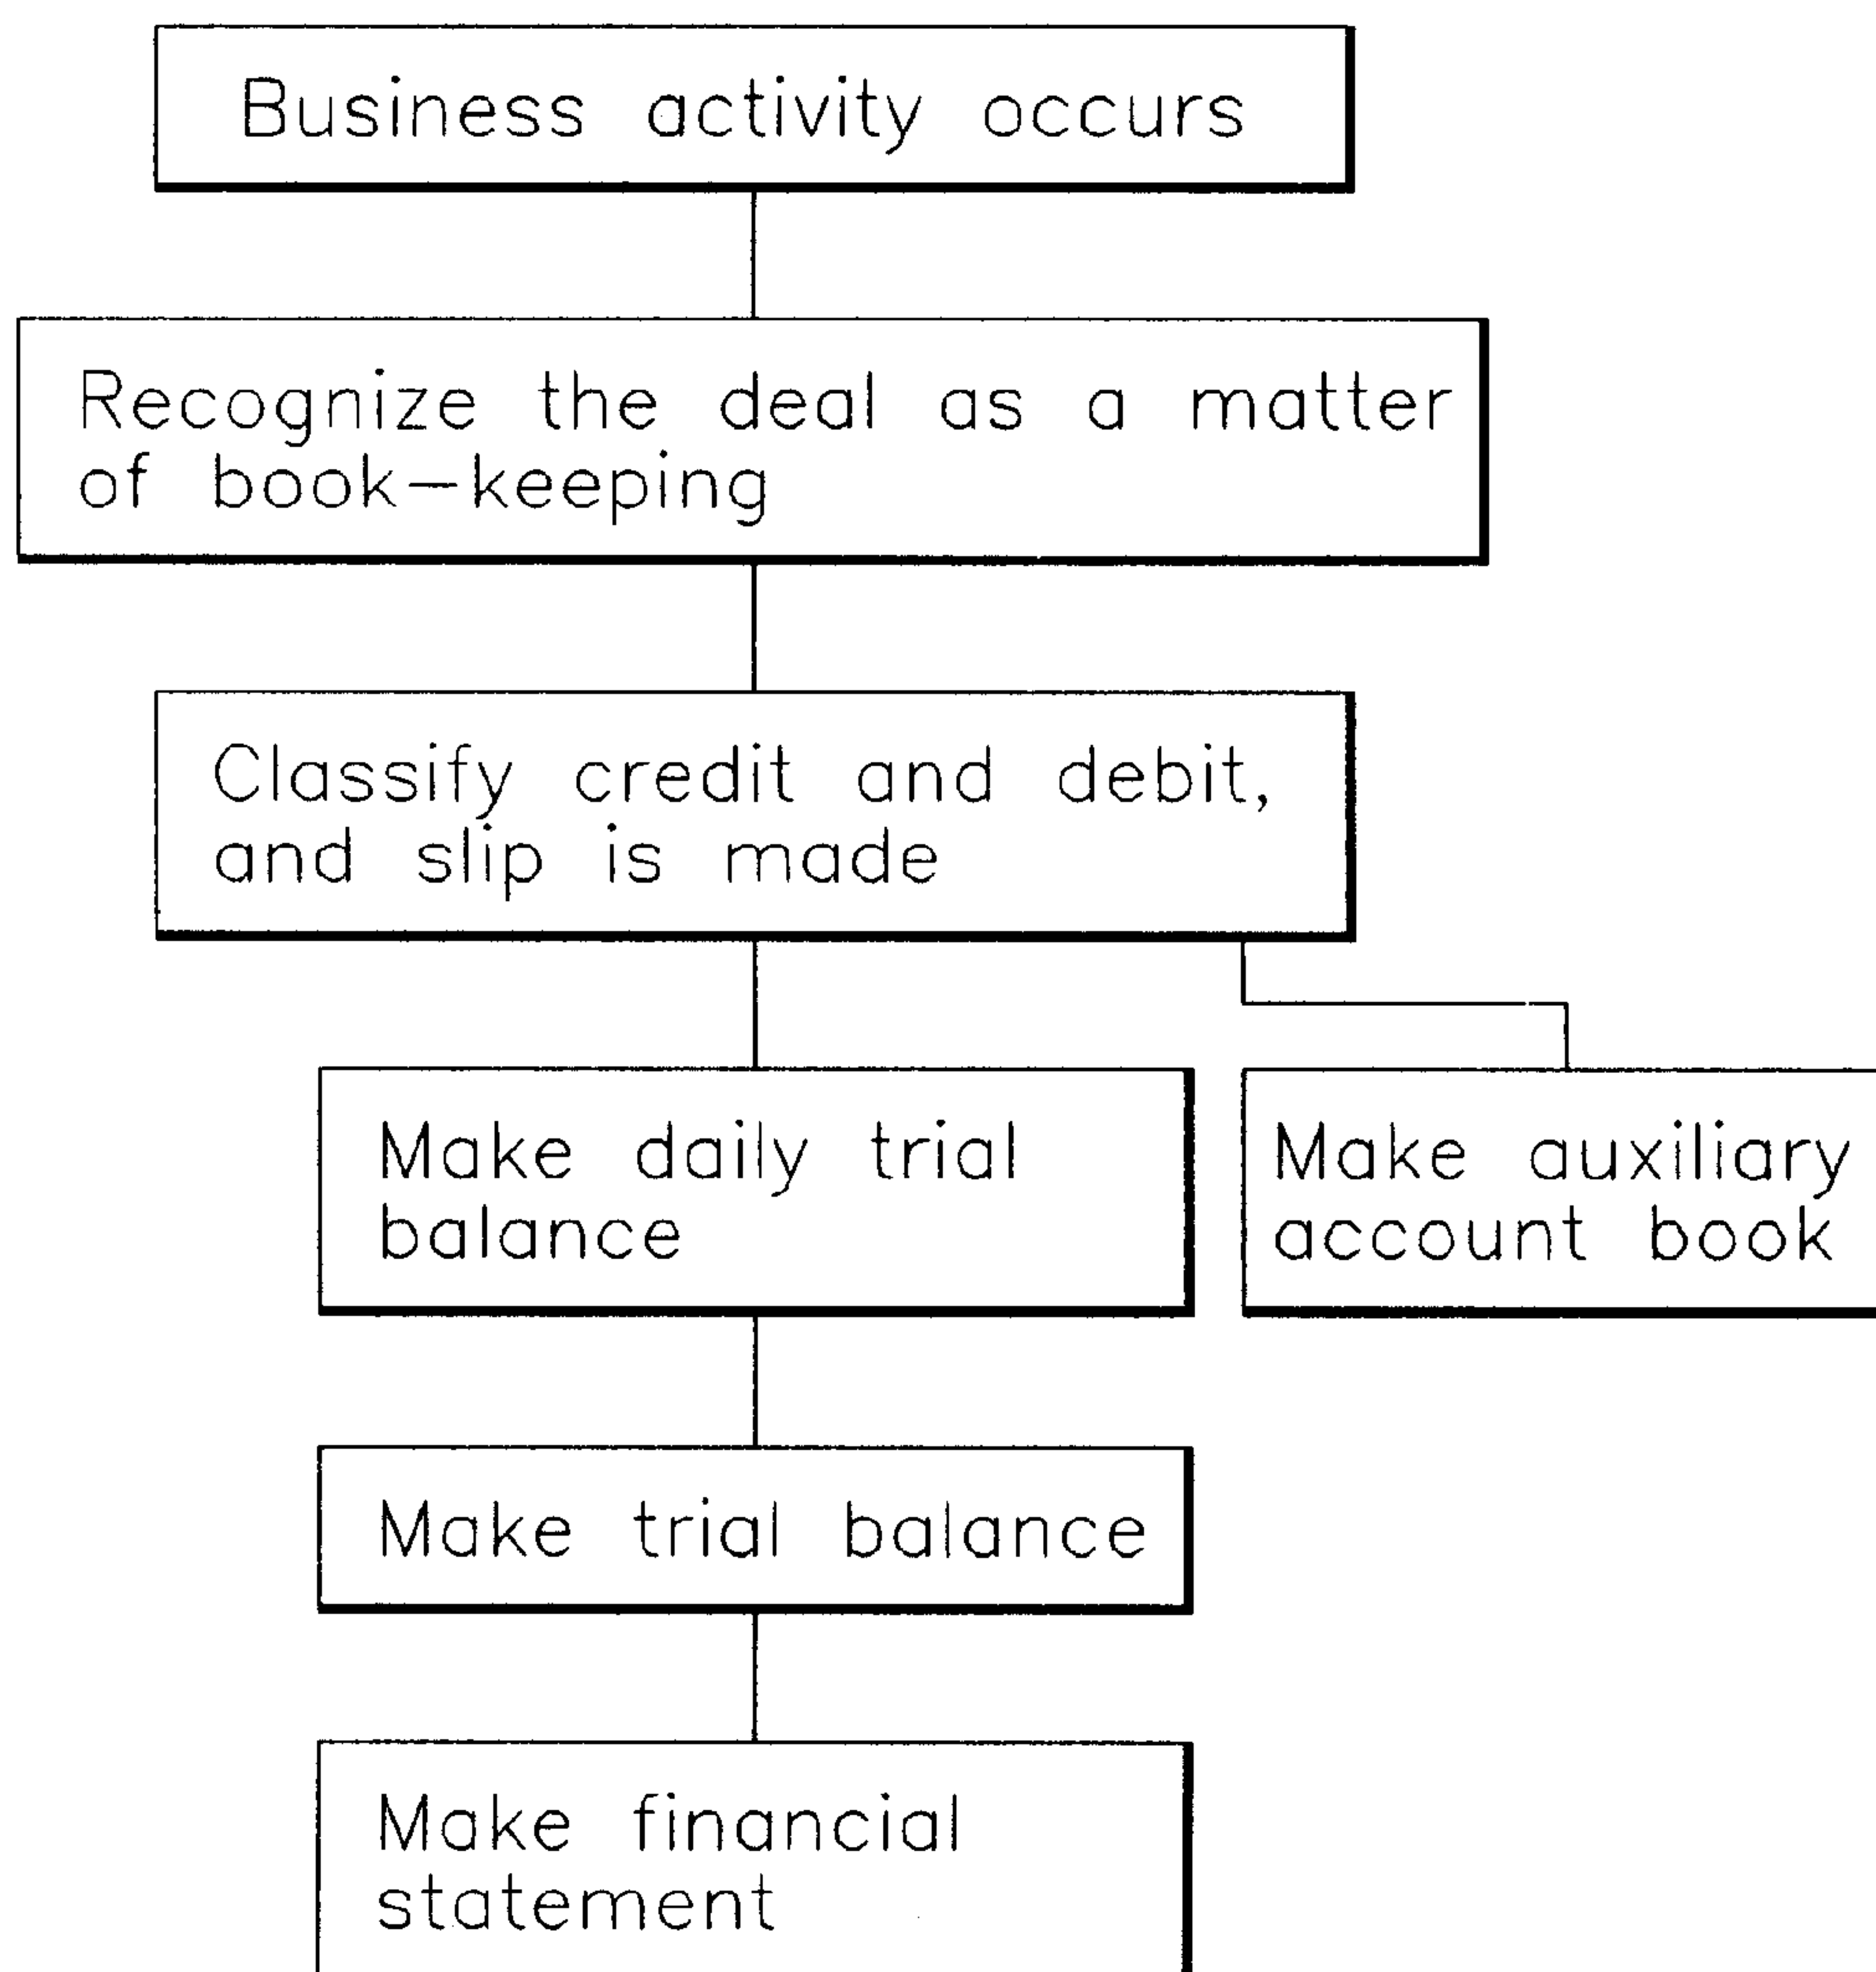 Business activity occurs
Recognize the deal as a matter
of book-keeping
Classify credit and debit,
and slip is made
Make daily trial
balance
Make auxiliary
account book
Make trial balance
Make financial
statement